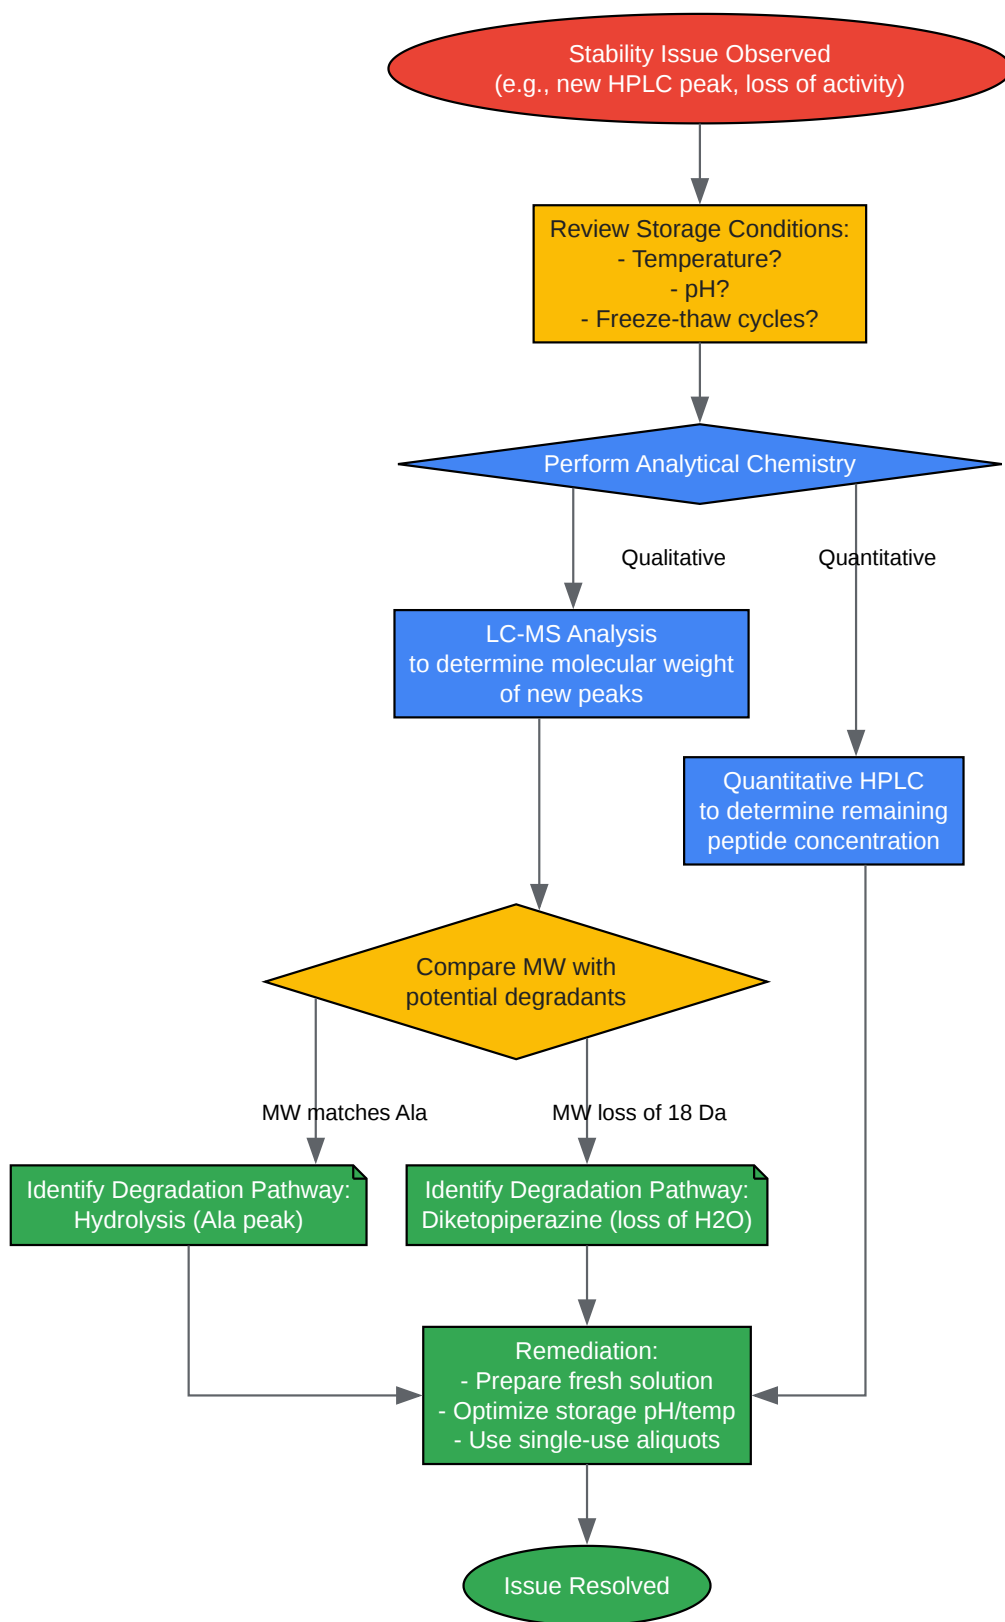 Stability Issue Observed
(e.g., new HPLC peak, loss of activity)
Review Storage Conditions:
- Temperature?
- pH?
- Freeze-thaw cycles?
Perform Analytical Chemistry
Qualitative
Quantitative
LC-MS Analysis
to determine molecular weight
of new peaks
Quantitative HPLC
to determine remaining
peptide concentration
Compare MW with
potential degradants
MW matches Ala
MW loss of 18 Da
Identify Degradation Pathway:
Hydrolysis (Ala peak)
Identify Degradation Pathway:
Diketopiperazine (loss of H2O)
Remediation:
- Prepare fresh solution
- Optimize storage pH/temp
- Use single-use aliquots
Issue Resolved